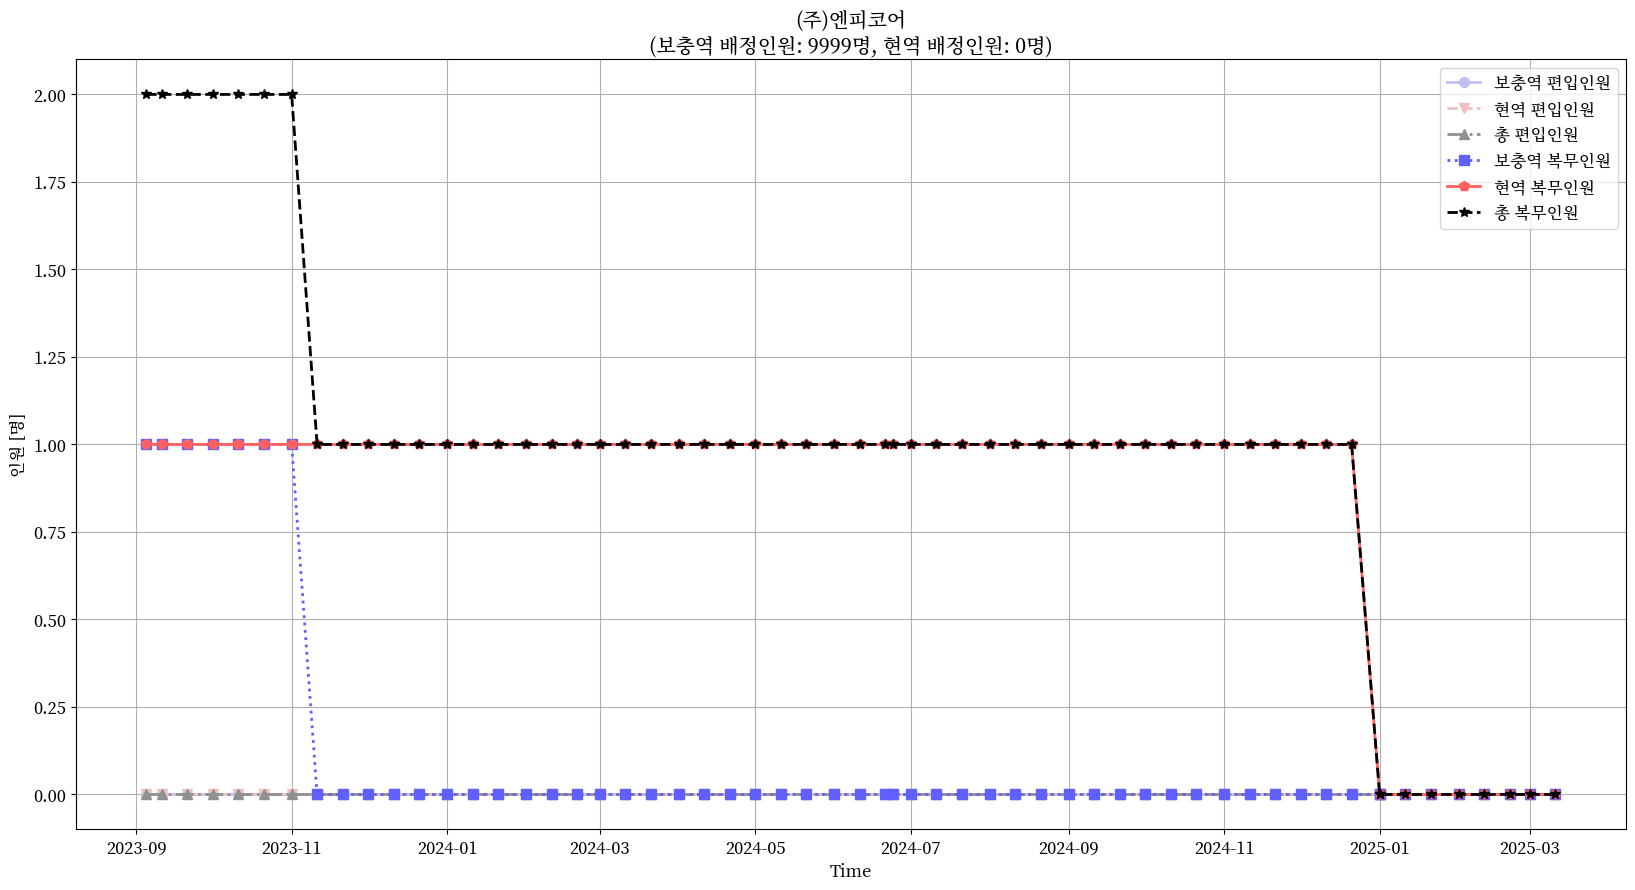 (주)엔피코어
(보충역 배정인원: 9999명, 현역 배정인원: 0명)
보충역 편입인원
현역 편입인원
총 편입인원
보충역 복무인원
현역 복무인원
총 복무인원
인원 [명]
2.00
1.75
1.50
1.25
1.00
0.75
0.50
0.25
0.00
2023-09 2023-11 2024-01 2024-03 2024-05 2024-07 2024-09 2024-11 2025-01 2025-03
Time